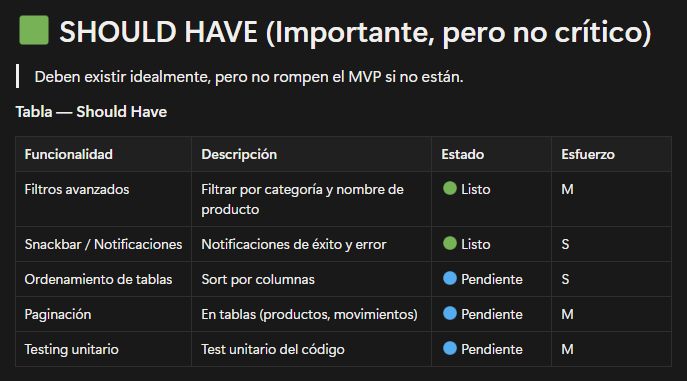 SHOULD HAVE (Importante, pero no crítico)
Deben existir idealmente, pero no rompen el MVP si no están.
Tabla — Should Have
Funcionalidad Descripción Estado Esfuerzo
Filtros avanzados Filtrar por categoría y nombre de Listo M
producto
Snackbar / Notificaciones Notificaciones de éxito y error Listo S
Ordenamiento de tablas Sort por columnas Pendiente S
Paginación En tablas (productos, movimientos) Pendiente M
Testing unitario Test unitario del código Pendiente M